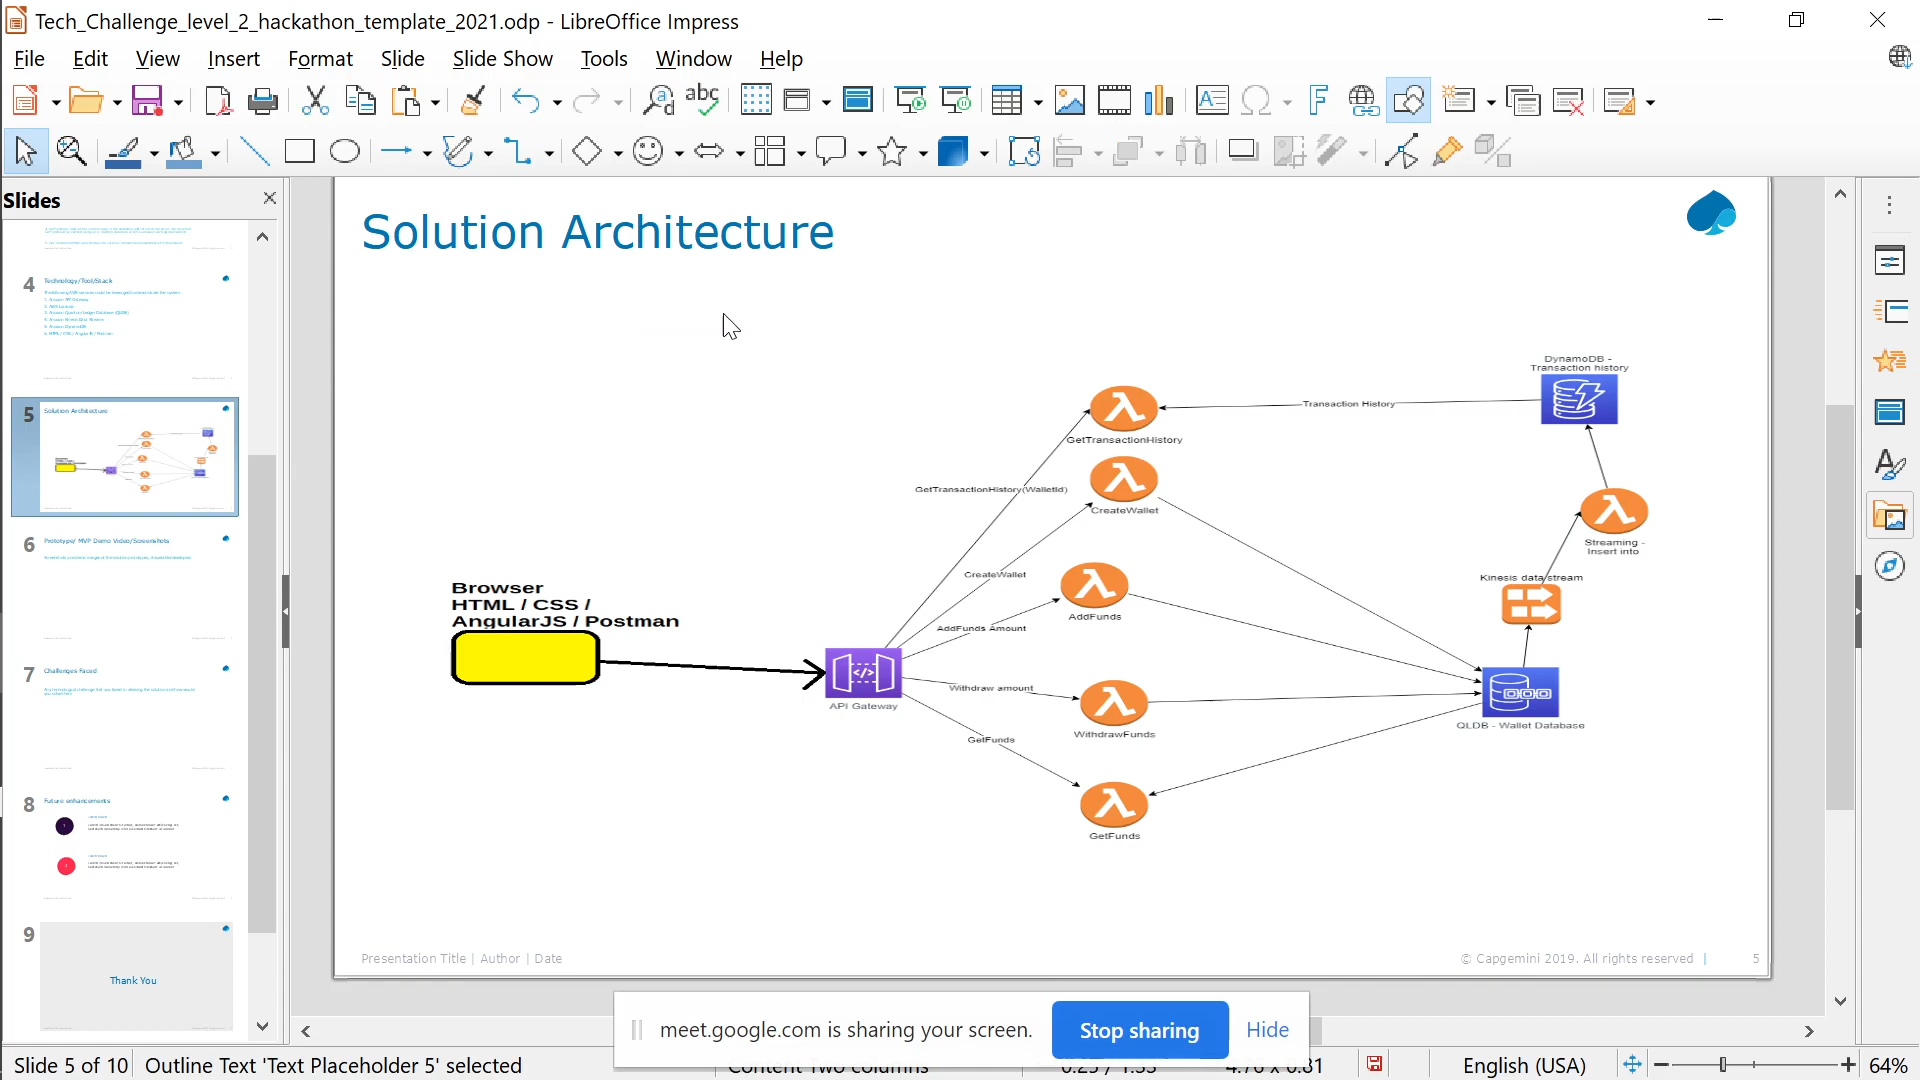 Tech_Challenge_level_2_hackathon_template_2021.odp - LibreOffice Impress
File Edit View Insert Format Slide Slide Show Tools Window Help
Slides
4
Technology/Tool/Stack
5
Solution Architecture
6
Prototype/ MVP Demo Video/Screenshots
7
Challenges Faced
8
Future enhancements
9
Thank You
Solution Architecture
DynamoDB -
Transaction history
Transaction History
GetTransactionHistory
GetTransactionHistory(WalletId)
CreateWallet
Streaming -
Insert into
CreateWallet
Kinesis data stream
Browser
HTML / CSS /
AngularJS / Postman
AddFunds
AddFunds Amount
Withdraw amount
API Gateway
QLDB - Wallet Database
WithdrawFunds
GetFunds
GetFunds
Presentation Title | Author | Date
© Capgemini 2019. All rights reserved |
5
meet.google.com is sharing your screen.
Stop sharing
Hide
Slide 5 of 10
Outline Text 'Text Placeholder 5' selected
English (USA)
64%